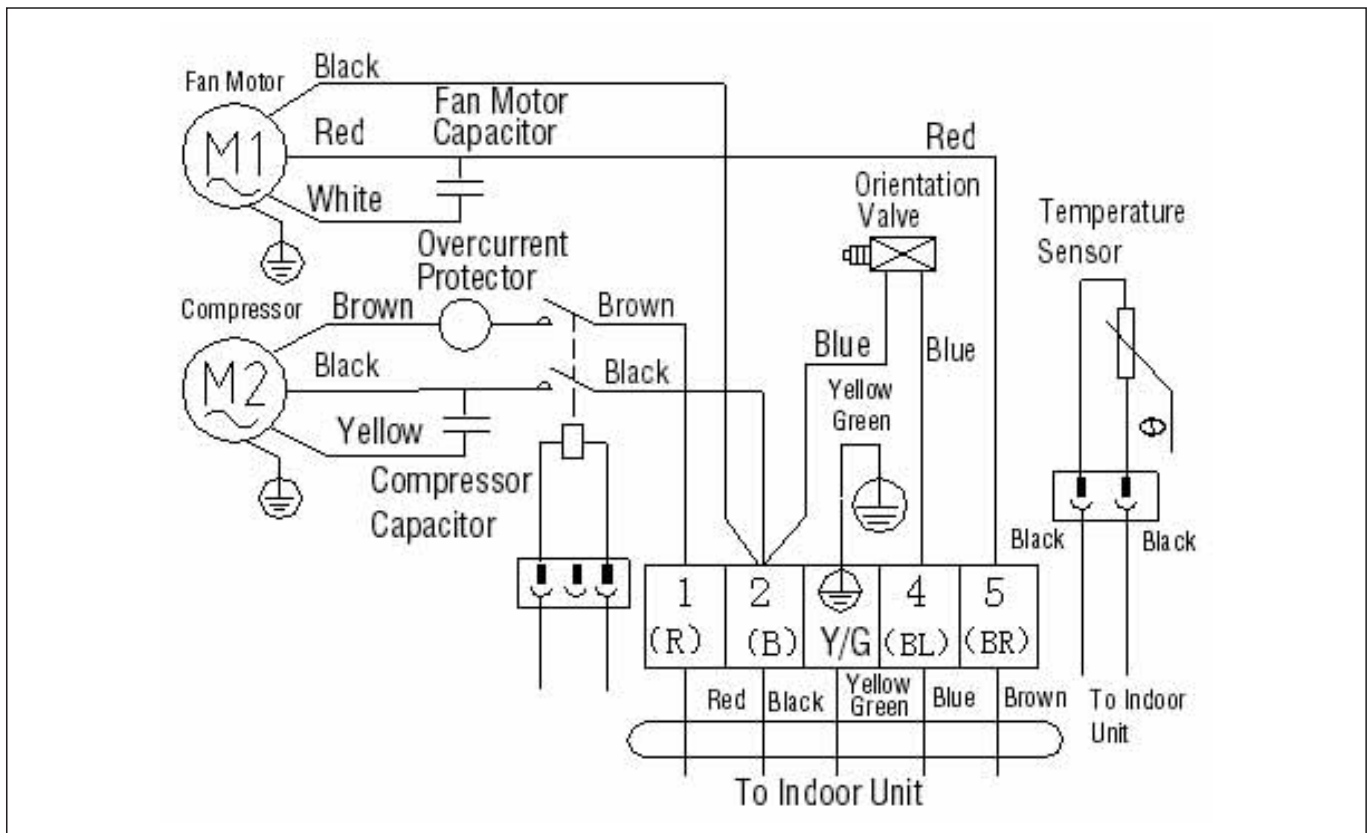 Fan Motor
Black
M1
Red
Fan Motor
Capacitor
White
Red
Orientation
Valve
Temperature
Sensor
Overcurrent
Protector
Compressor
Brown
Brown
M2
Black
Black
Yellow
Blue
Blue
Yellow
Green
Compressor
Capacitor
Black
Black
1
2
4
5
(R)
(B)
Y/G
(BL)
(BR)
Red
Black
Yellow
Green
Blue
Brown
To Indoor
Unit
To Indoor Unit